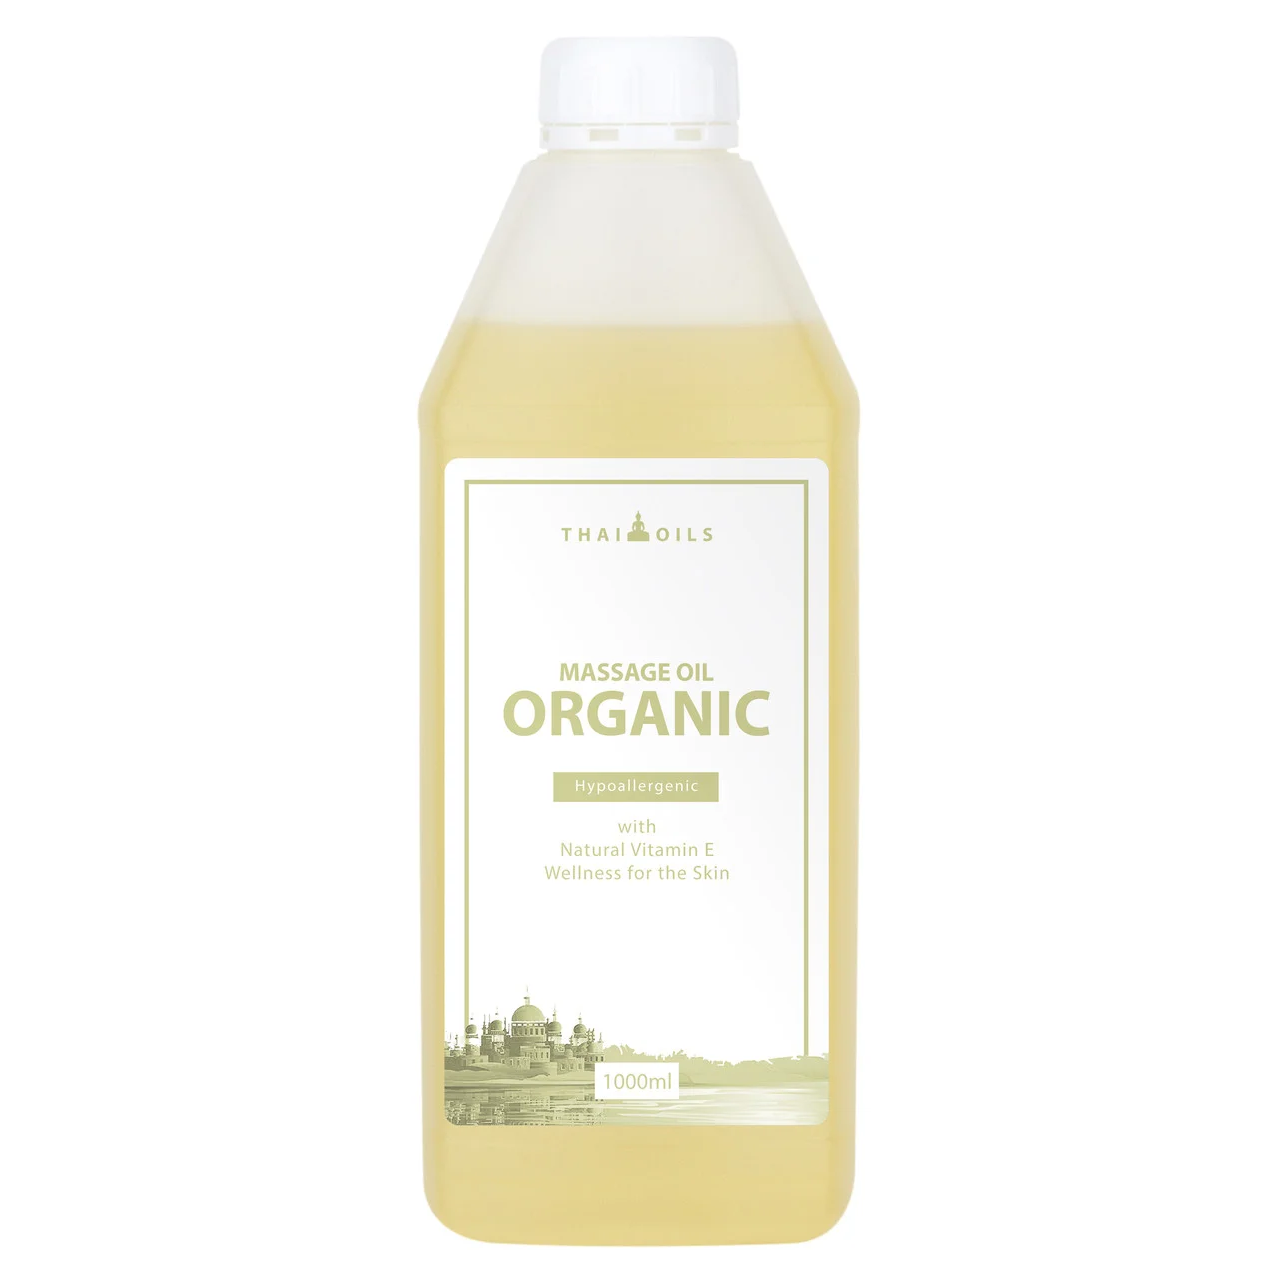 THAI OILS
MASSAGE OIL
ORGANIC
Hypoallergenic
with
Natural Vitamin E
Wellness for the Skin
1000ml